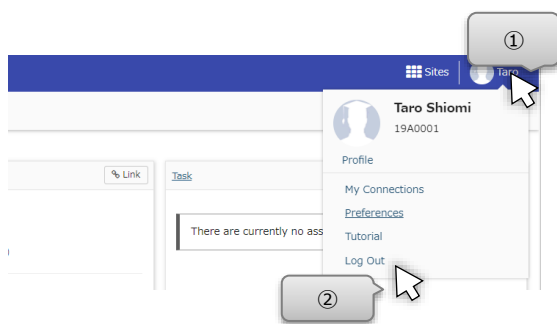 ①
Sites
Taro
Taro Shiomi
19A0001
Profile
Link
Task
My Connections
Preferences
There are currently no ass
Tutorial
Log Out
②